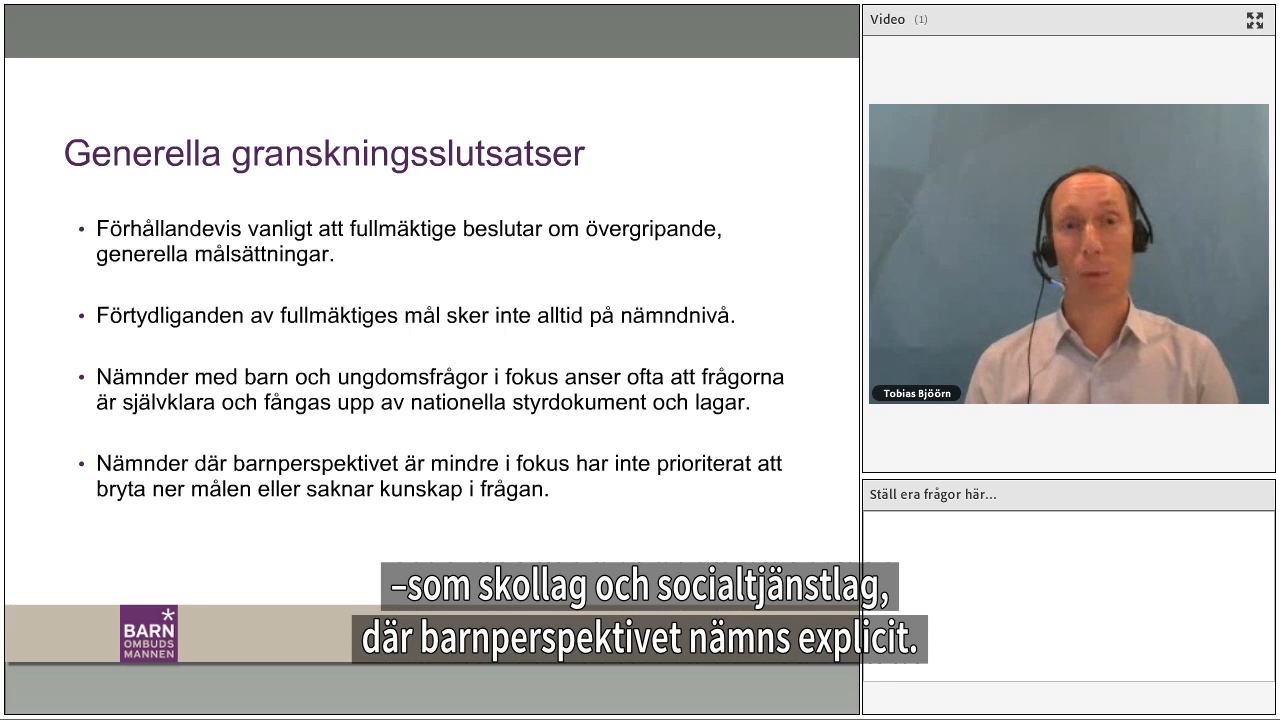 Generella granskningsslutsatser
• Förhållandevis vanligt att fullmäktige beslutar om övergripande,
generella målsättningar.
• Förtydliganden av fullmäktiges mål sker inte alltid på nämndnivå.
• Nämnder med barn och ungdomsfrågor i fokus anser ofta att frågorna
är självklara och fångas upp av nationella styrdokument och lagar.
• Nämnder där barnperspektivet är mindre i fokus har inte prioriterat att
bryta ner målen eller saknar kunskap i frågan.
BARN
OMBUDS
MANNEN
Video (1)
Tobias Bjöörn
Ställ era frågor här...
–som skollag och socialtjänstlag,
där barnperspektivet nämns explicit.